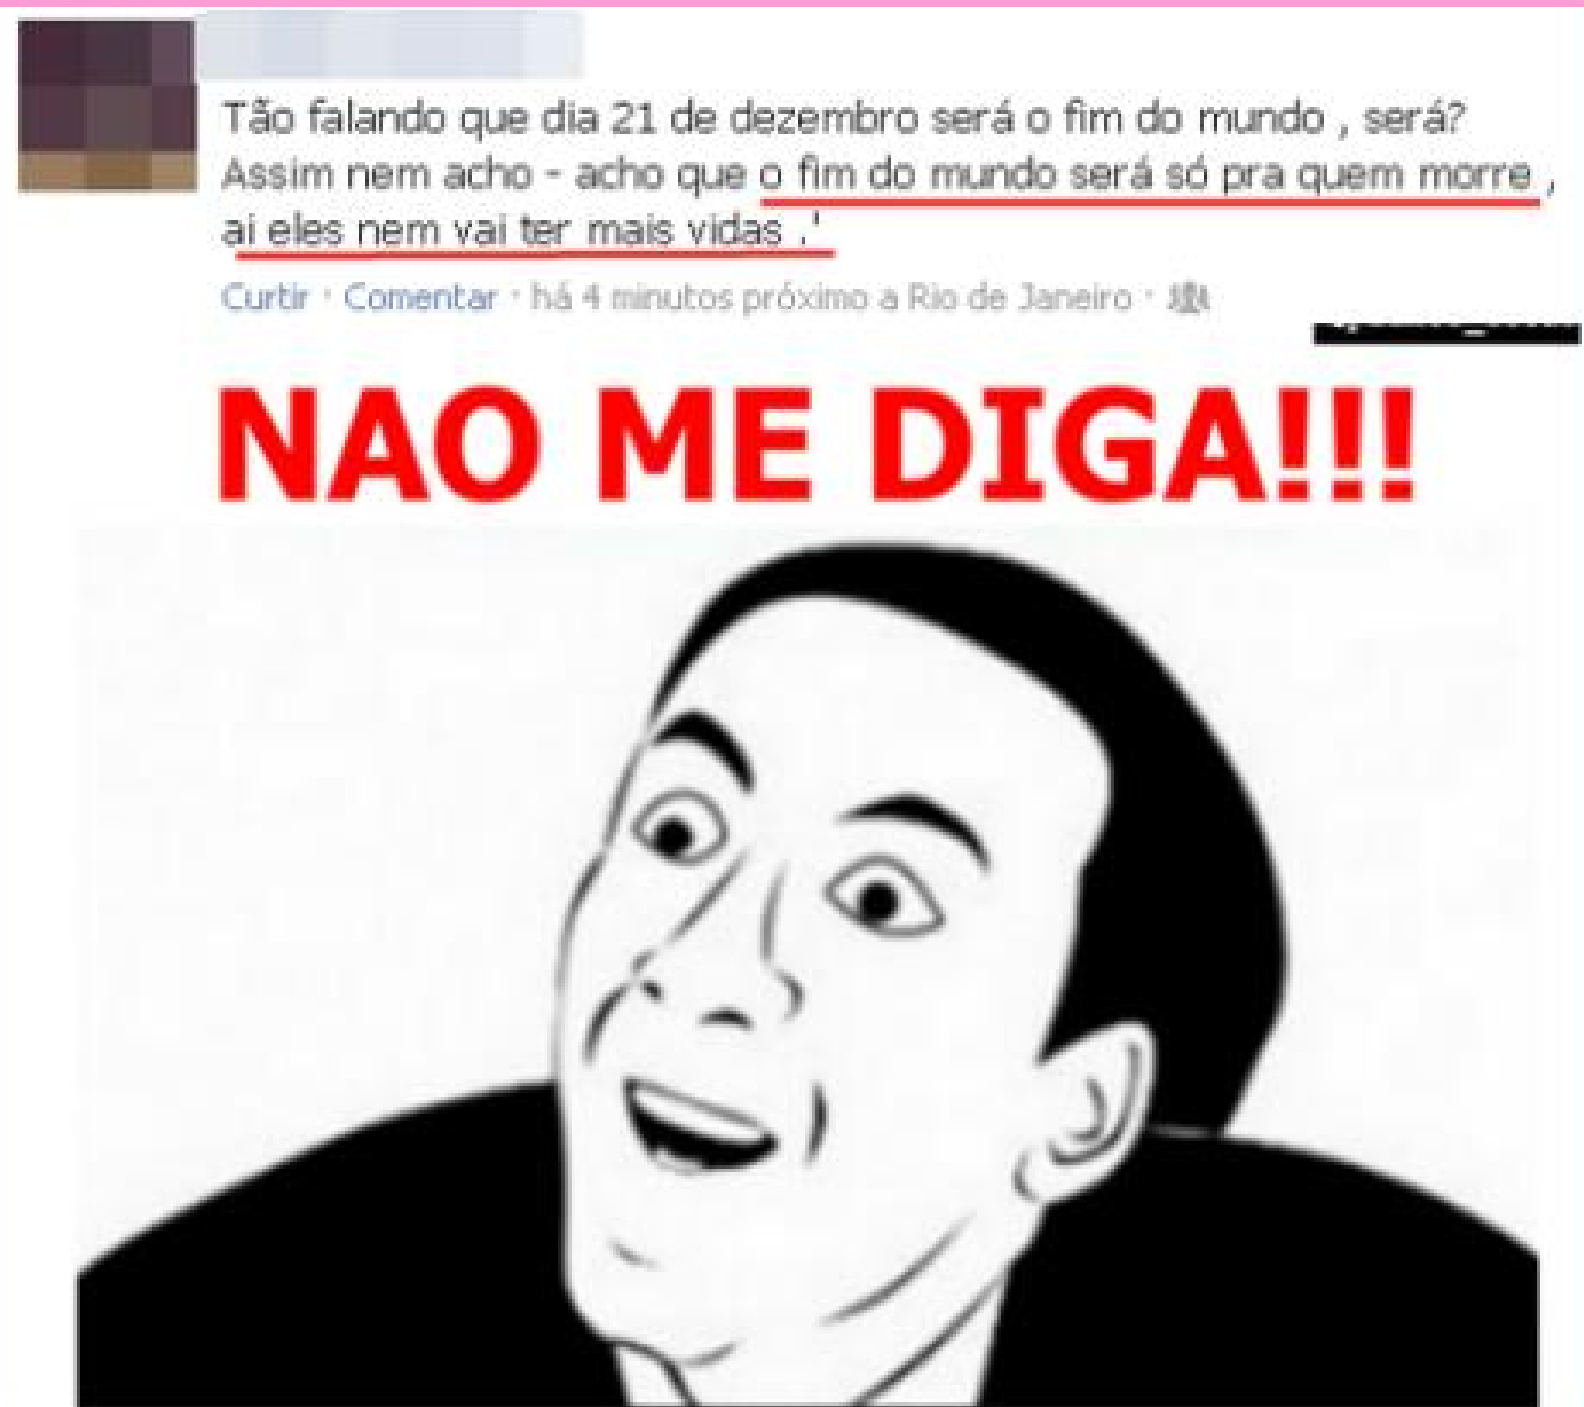 Tão falando que dia 21 de dezembro será o fim do mundo , será?
Assim nem acho - acho que o fim do mundo será só pra quem morre ,
ai eles nem vai ter mais vidas .'
Curtir · Comentar · há 4 minutos próximo a Rio de Janeiro ·
NAO ME DIGA!!!